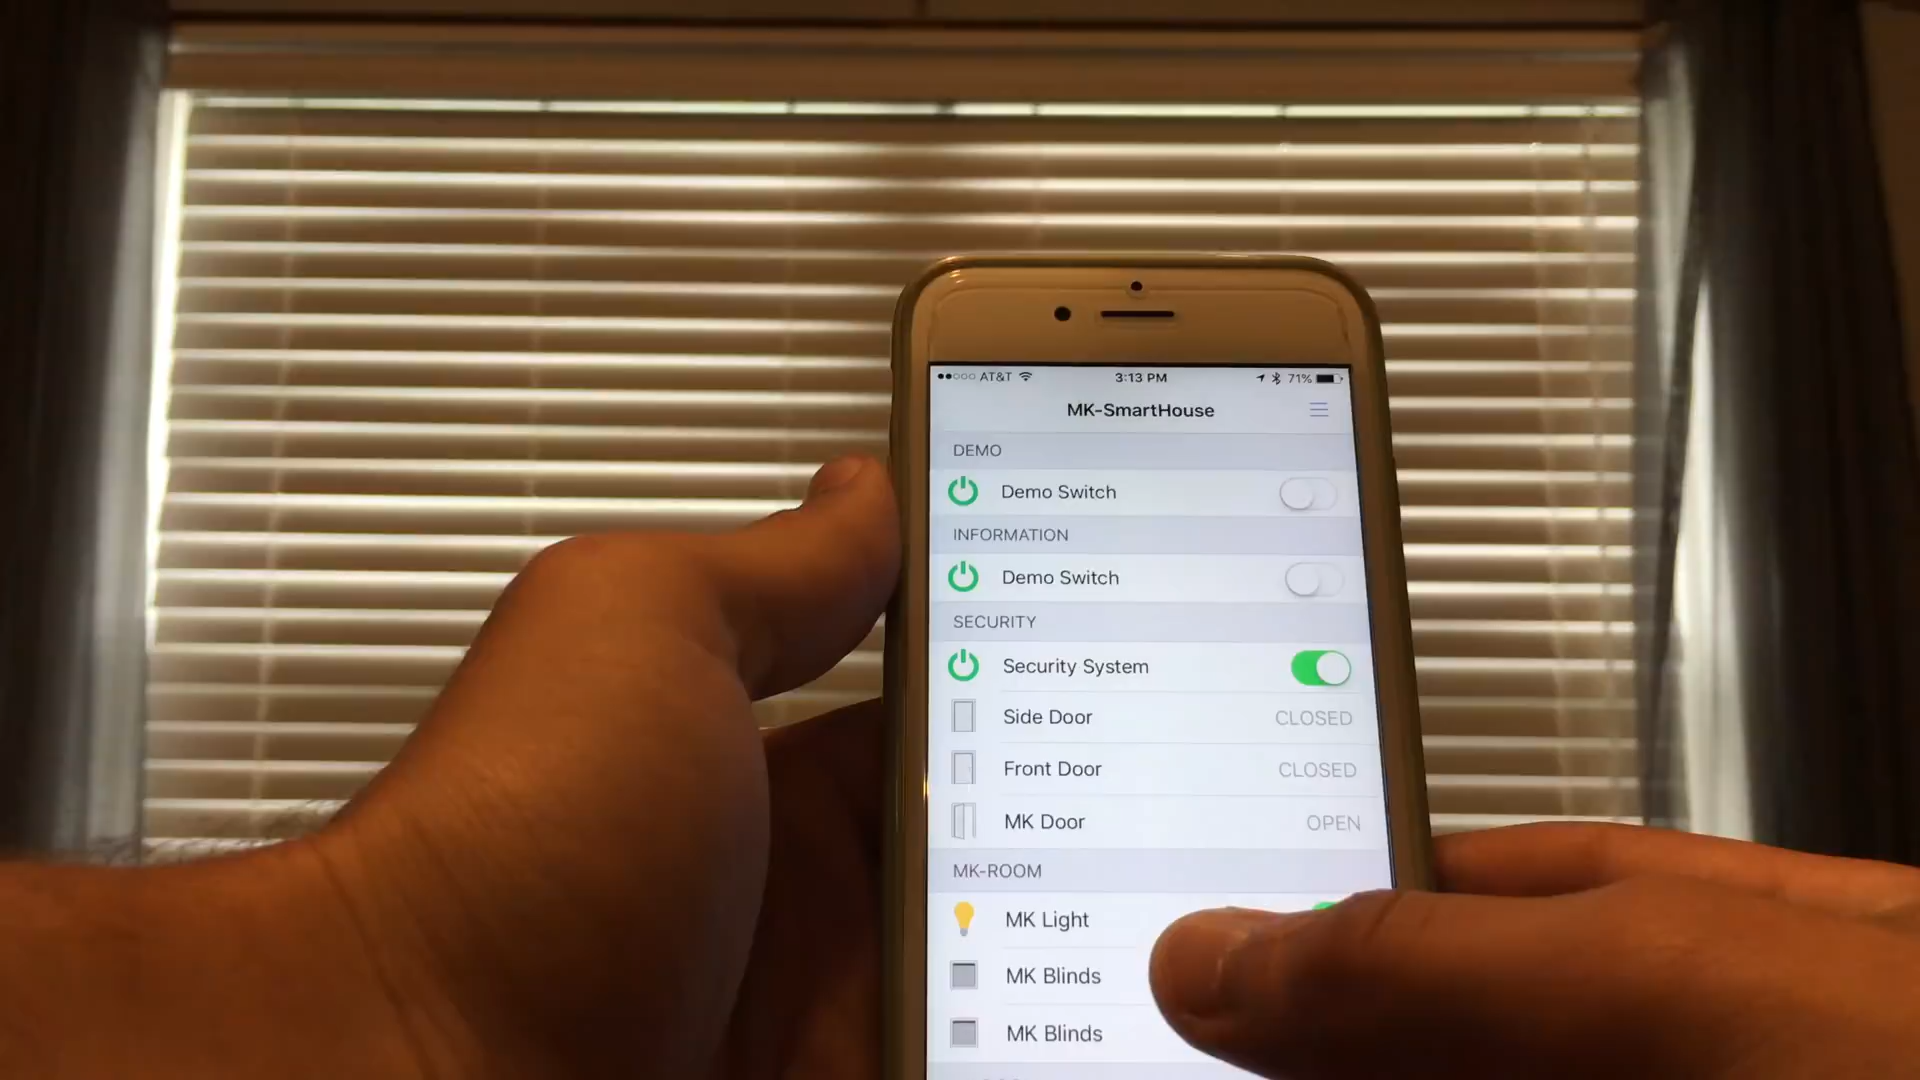 AT&T 3:13 PM 71%
MK-SmartHouse
DEMO
Demo Switch
INFORMATION
Demo Switch
SECURITY
Security System
Side Door CLOSED
Front Door CLOSED
MK Door OPEN
MK-ROOM
MK Light
MK Blinds
MK Blinds